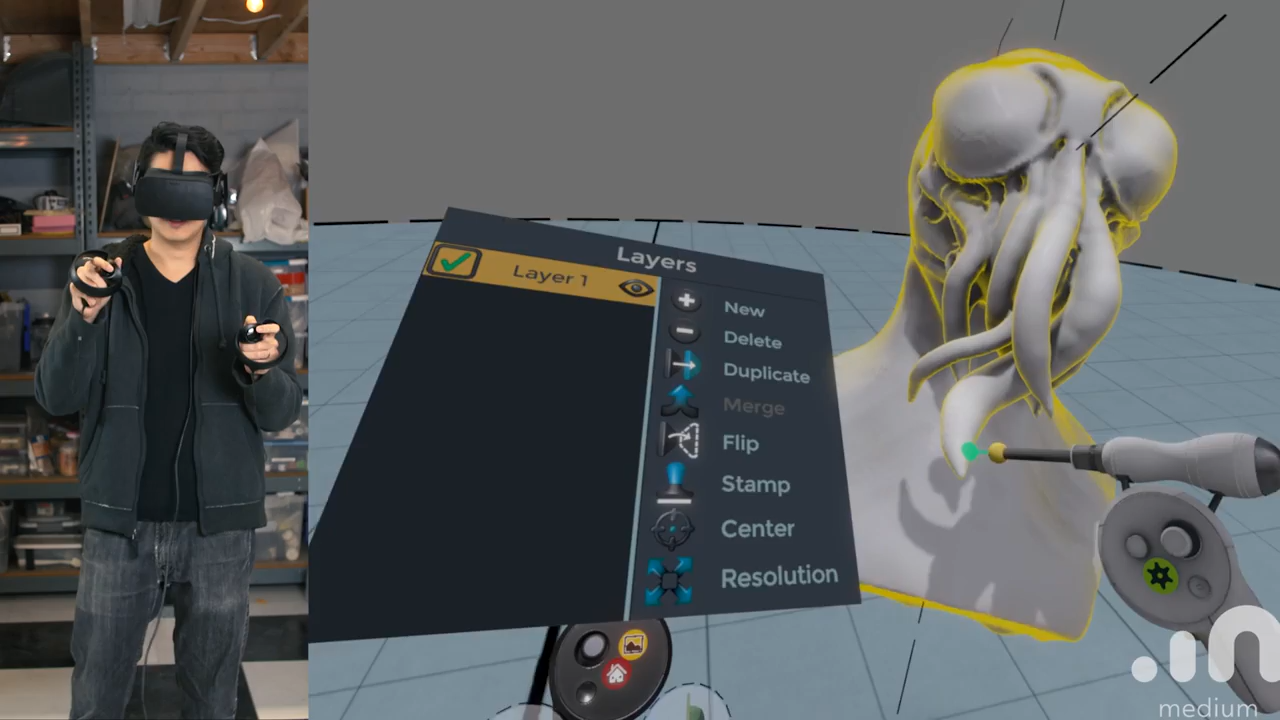 Layers
Layer 1
New
Delete
Duplicate
Merge
Flip
Stamp
Center
Resolution
medium